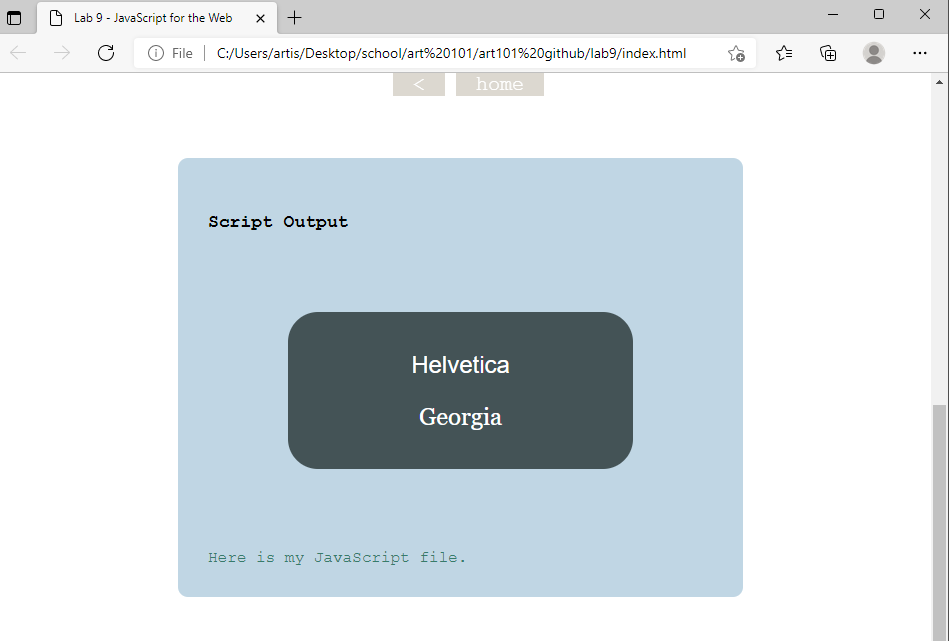 Lab 9 - JavaScript for the Web
File C:/Users/artis/Desktop/school/art%20101/art101%20github/lab9/index.html
< home
Script Output
Helvetica
Georgia
Here is my JavaScript file.